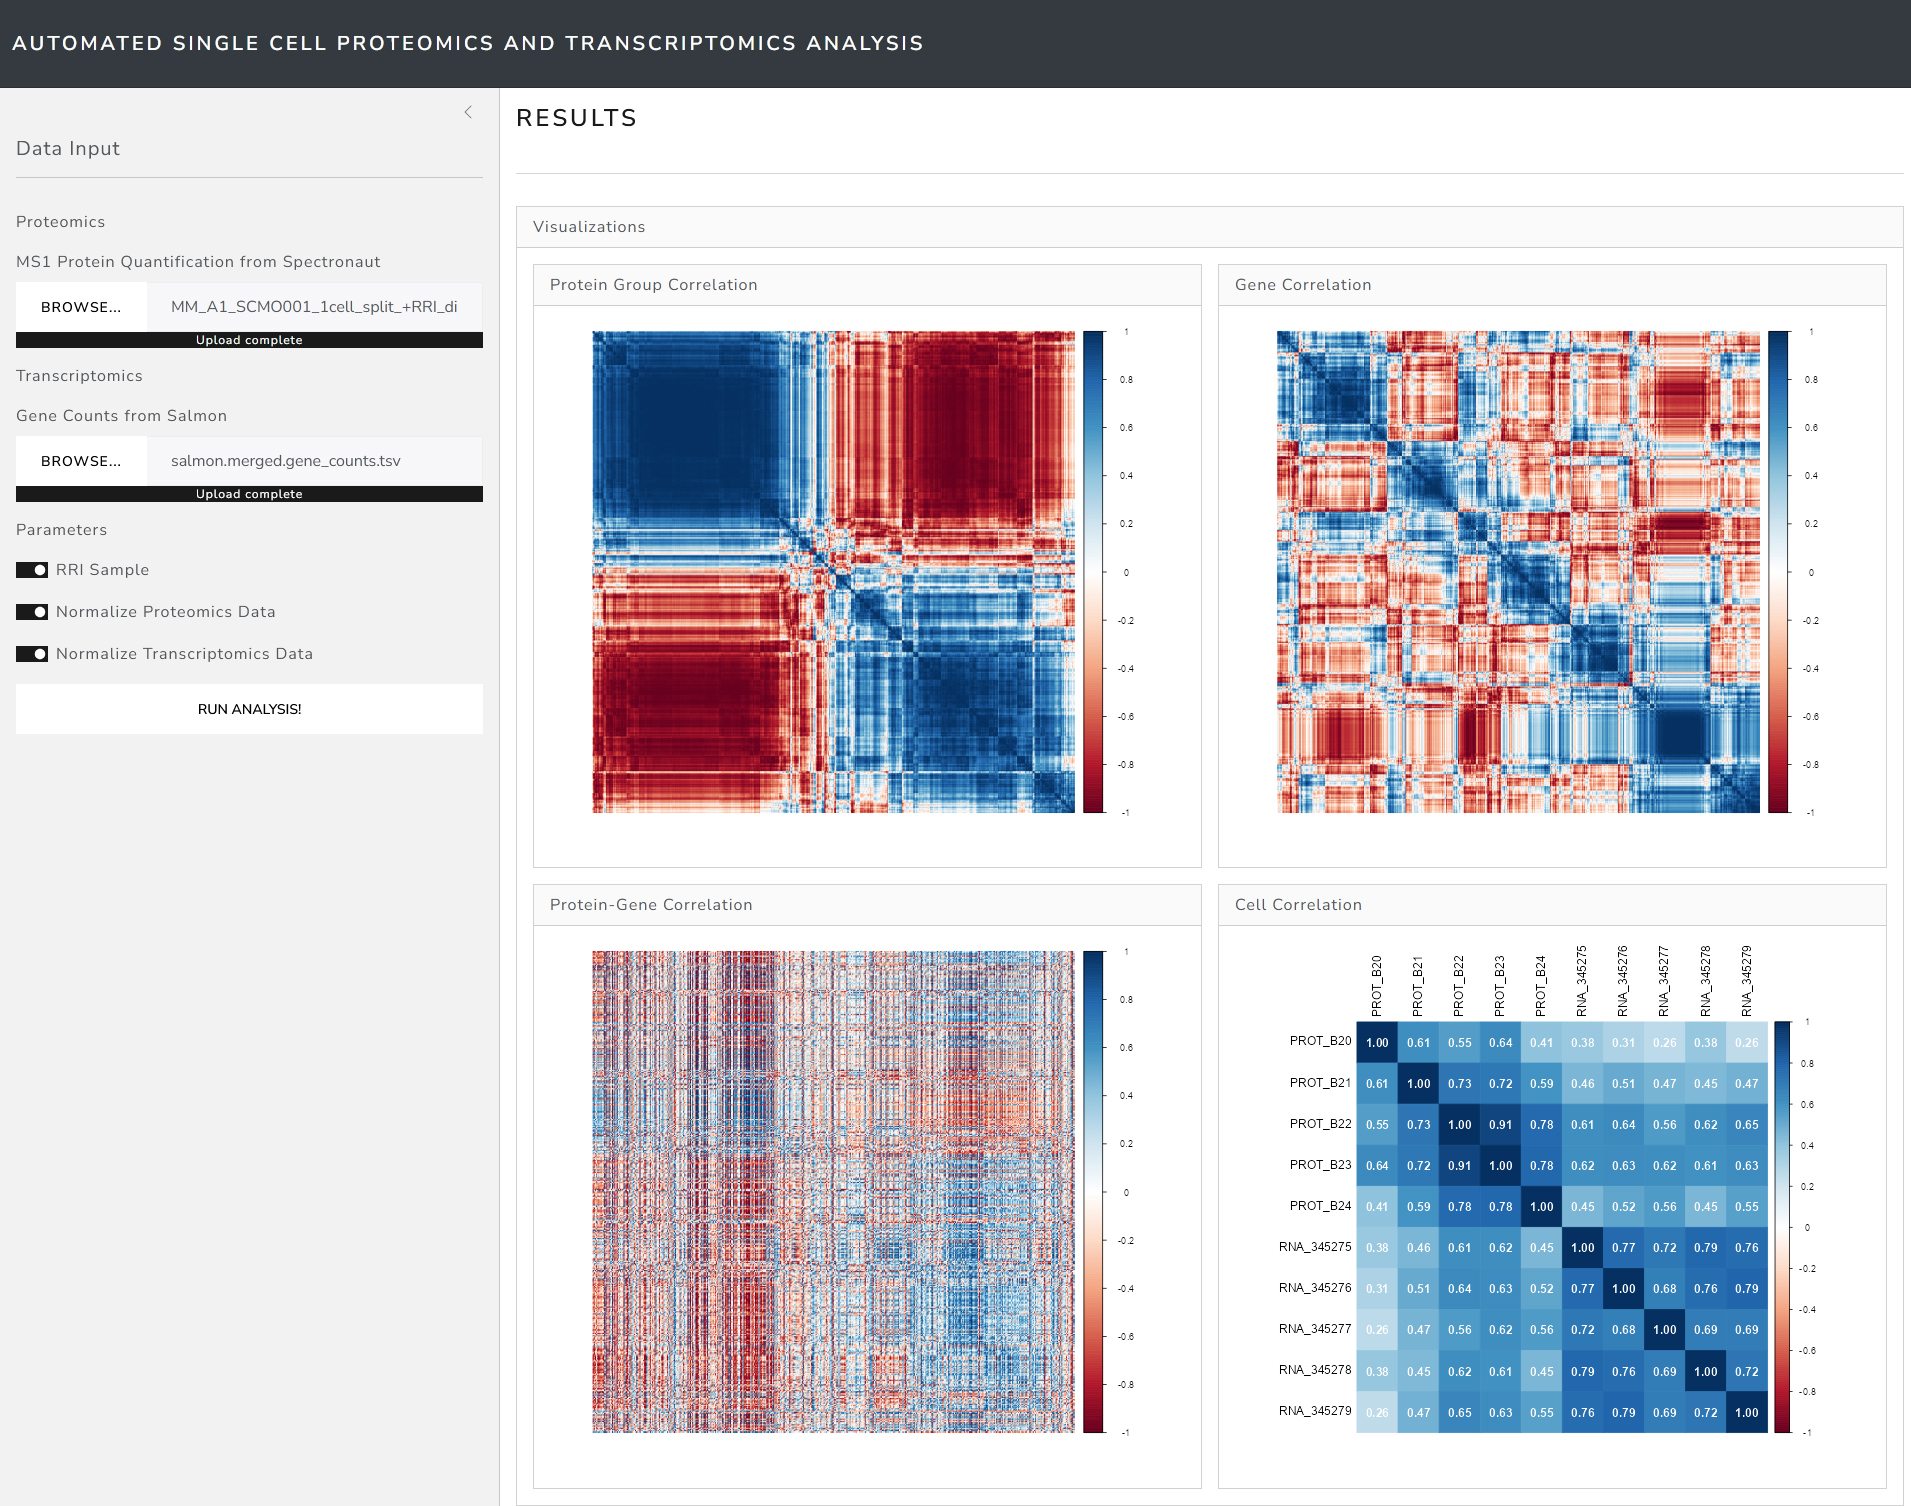 AUTOMATED SINGLE CELL PROTEOMICS AND TRANSCRIPTOMICS ANALYSIS
Data Input
Proteomics
MS1 Protein Quantification from Spectronaut
BROWSE... MM_A1_SCMO001_1cell_split_+RRI_di
Upload complete
Transcriptomics
Gene Counts from Salmon
BROWSE... salmon.merged.gene_counts.tsv
Upload complete
Parameters
RRI Sample
Normalize Proteomics Data
Normalize Transcriptomics Data
RUN ANALYSIS!
RESULTS
Visualizations
Protein Group Correlation
1
0.8
0.6
0.4
0.2
0
-0.2
-0.4
-0.6
-0.8
-1
Gene Correlation
1
0.8
0.6
0.4
0.2
0
-0.2
-0.4
-0.6
-0.8
-1
Protein-Gene Correlation
1
0.8
0.6
0.4
0.2
0
-0.2
-0.4
-0.6
-0.8
-1
Cell Correlation
PROT_B20 PROT_B21 PROT_B22 PROT_B23 PROT_B24 RNA_345275 RNA_345276 RNA_345277 RNA_345278 RNA_345279
PROT_B20 1.00 0.61 0.55 0.64 0.41 0.38 0.31 0.26 0.38 0.26
PROT_B21 0.61 1.00 0.73 0.72 0.59 0.46 0.51 0.47 0.45 0.47
PROT_B22 0.55 0.73 1.00 0.91 0.78 0.61 0.64 0.56 0.62 0.65
PROT_B23 0.64 0.72 0.91 1.00 0.78 0.62 0.63 0.62 0.61 0.63
PROT_B24 0.41 0.59 0.78 0.78 1.00 0.45 0.52 0.56 0.45 0.55
RNA_345275 0.38 0.46 0.61 0.62 0.45 1.00 0.77 0.72 0.79 0.76
RNA_345276 0.31 0.51 0.64 0.63 0.52 0.77 1.00 0.68 0.76 0.79
RNA_345277 0.26 0.47 0.56 0.62 0.56 0.72 0.68 1.00 0.69 0.69
RNA_345278 0.38 0.45 0.62 0.61 0.45 0.79 0.76 0.69 1.00 0.72
RNA_345279 0.26 0.47 0.65 0.63 0.55 0.76 0.79 0.69 0.72 1.00
1
0.8
0.6
0.4
0.2
0
-0.2
-0.4
-0.6
-0.8
-1